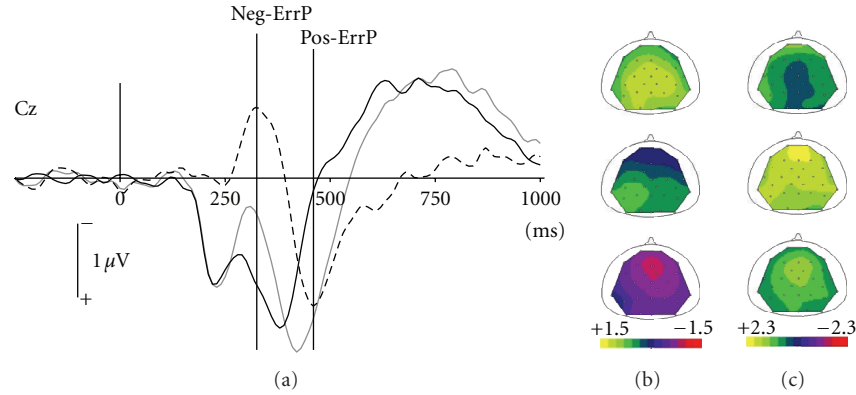 Neg-ErrP
Pos-ErrP
Cz
0 250 500 750 1000
(ms)
−
1 μV
+
+1.5 −1.5
+2.3 −2.3
(a) (b) (c)